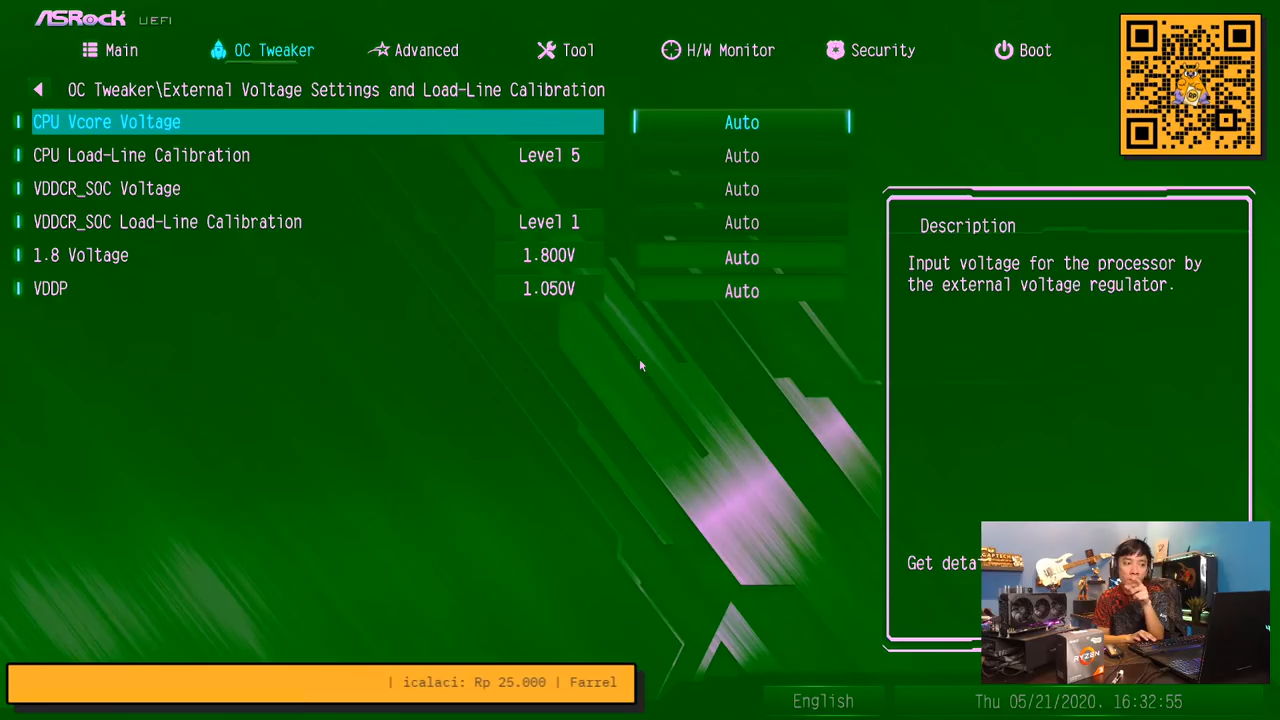 ASRock UEFI
Main
OC Tweaker
Advanced
Tool
H/W Monitor
Security
Boot
OC Tweaker\External Voltage Settings and Load-Line Calibration
CPU Vcore Voltage Auto
CPU Load-Line Calibration Level 5 Auto
VDDCR_SOC Voltage Auto
VDDCR_SOC Load-Line Calibration Level 1 Auto
1.8 Voltage 1.800V Auto
VDDP 1.050V Auto
Description
Input voltage for the processor by
the external voltage regulator.
Get deta
RYZEN
| icalaci: Rp 25.000 | Farrel
English
Thu 05/21/2020. 16:32:55